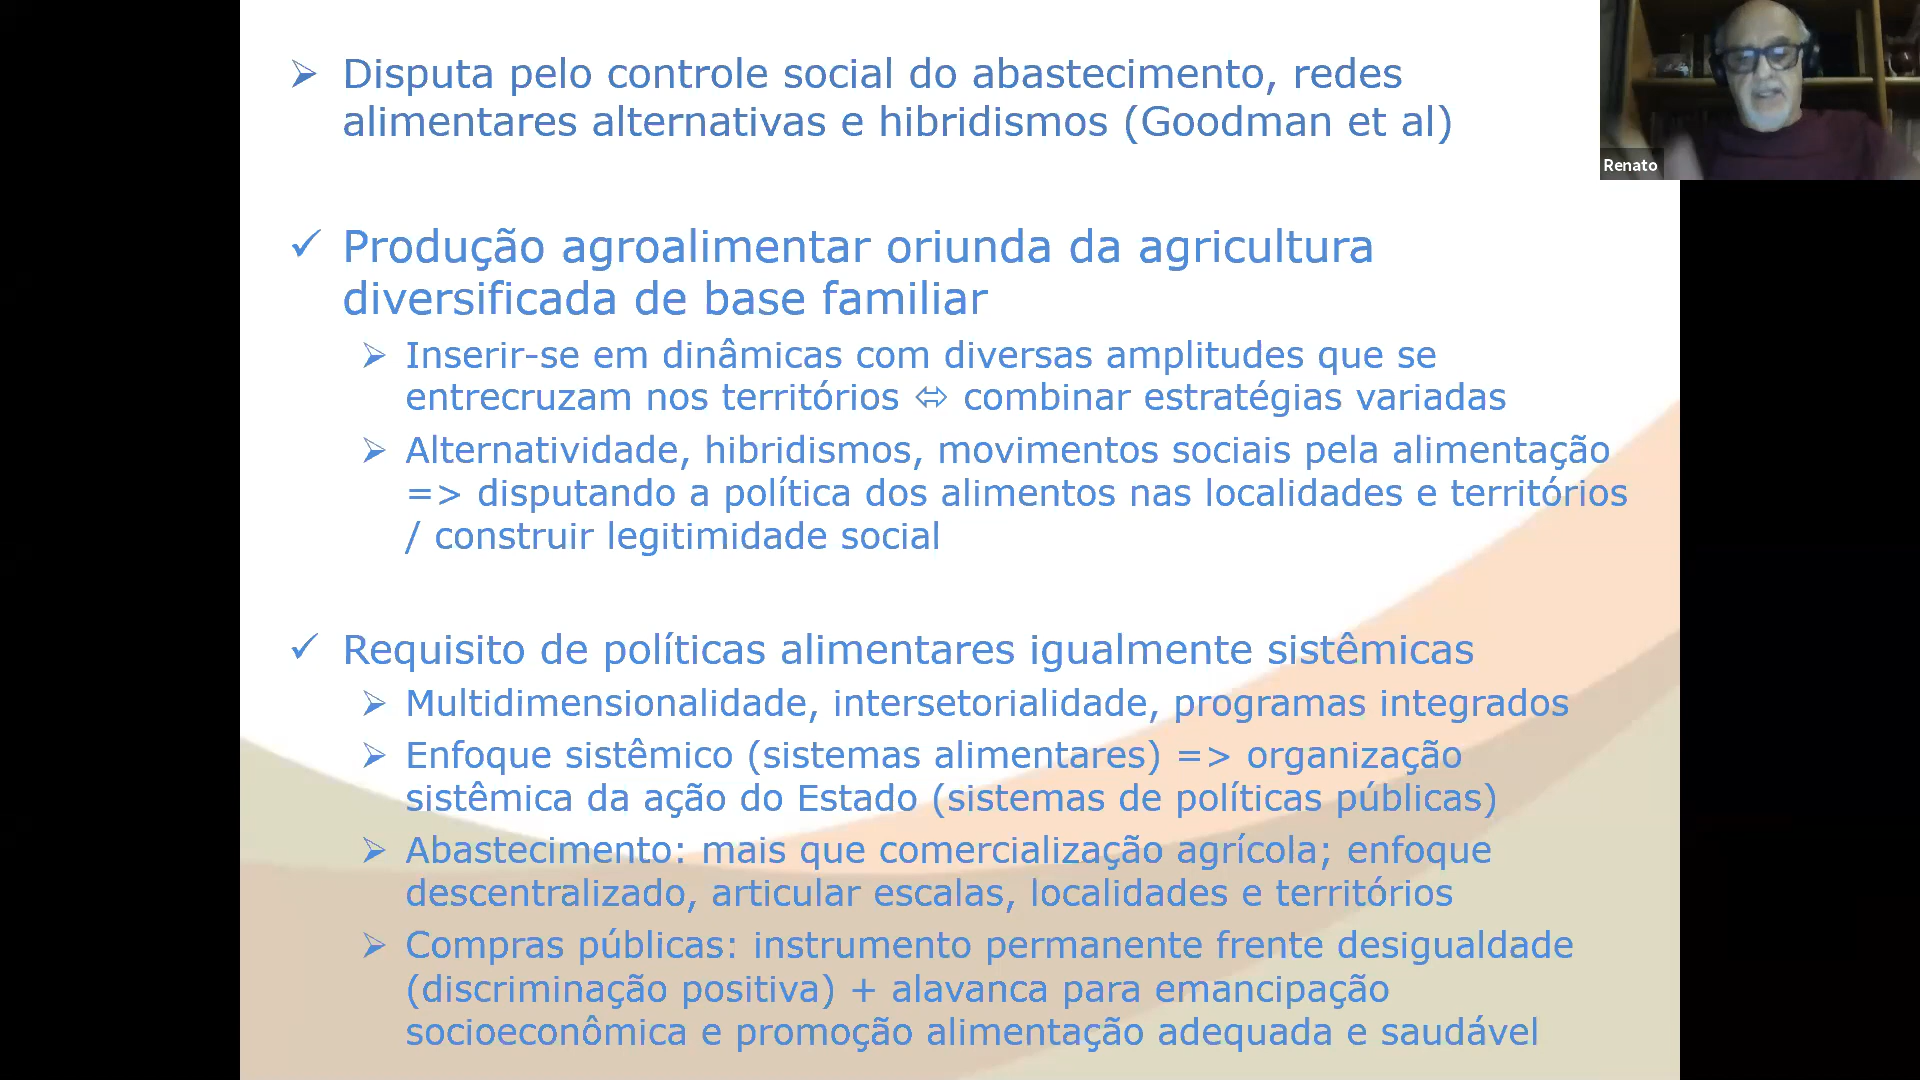 ➢ Disputa pelo controle social do abastecimento, redes
alimentares alternativas e hibridismos (Goodman et al)
Renato
✓ Produção agroalimentar oriunda da agricultura
diversificada de base familiar
➢ Inserir-se em dinâmicas com diversas amplitudes que se
entrecruzam nos territórios ⬄ combinar estratégias variadas
➢ Alternatividade, hibridismos, movimentos sociais pela alimentação
=> disputando a política dos alimentos nas localidades e territórios
/ construir legitimidade social
✓ Requisito de políticas alimentares igualmente sistêmicas
➢ Multidimensionalidade, intersetorialidade, programas integrados
➢ Enfoque sistêmico (sistemas alimentares) => organização
sistêmica da ação do Estado (sistemas de políticas públicas)
➢ Abastecimento: mais que comercialização agrícola; enfoque
descentralizado, articular escalas, localidades e territórios
➢ Compras públicas: instrumento permanente frente desigualdade
(discriminação positiva) + alavanca para emancipação
socioeconômica e promoção alimentação adequada e saudável